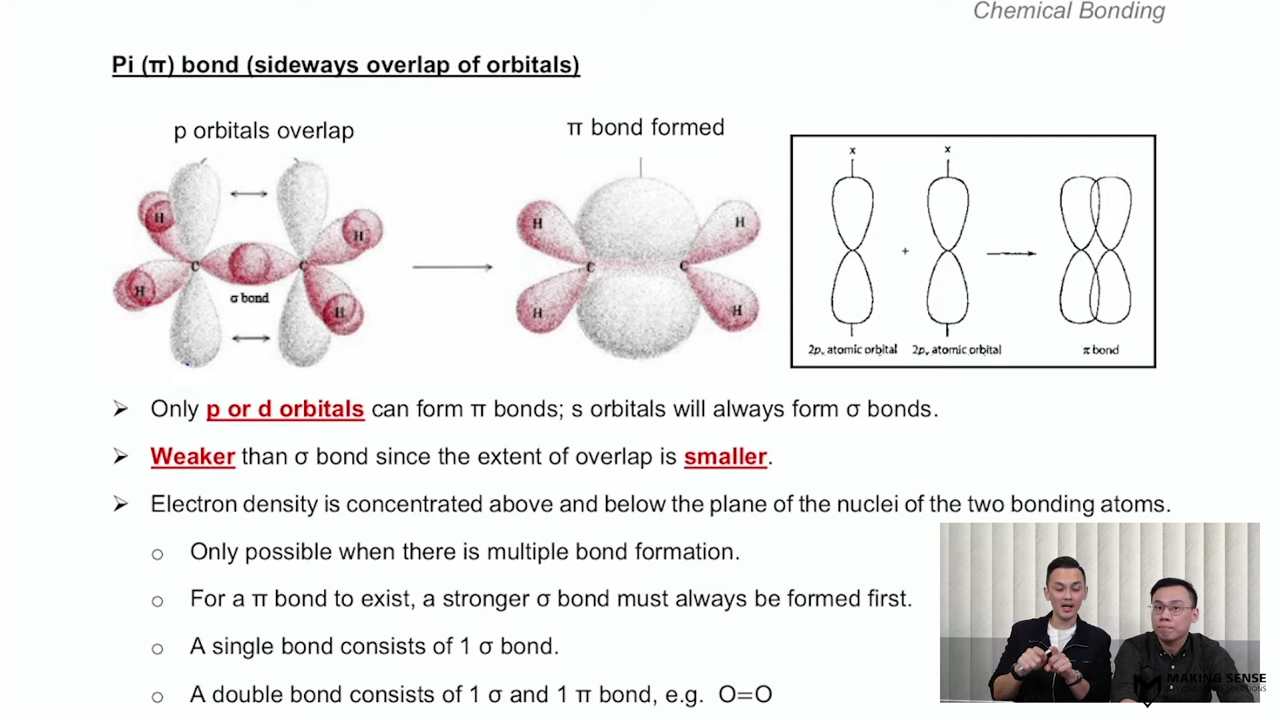 Chemical Bonding
Pi (π) bond (sideways overlap of orbitals)
p orbitals overlap
π bond formed
H
H
C
C
σ bond
H
H
H
H
C
C
H
H
x
x
+
2pₓ atomic orbital
2pₓ atomic orbital
π bond
➢ Only p or d orbitals can form π bonds; s orbitals will always form σ bonds.
➢ Weaker than σ bond since the extent of overlap is smaller.
➢ Electron density is concentrated above and below the plane of the nuclei of the two bonding atoms.
o Only possible when there is multiple bond formation.
o For a π bond to exist, a stronger σ bond must always be formed first.
o A single bond consists of 1 σ bond.
o A double bond consists of 1 σ and 1 π bond, e.g. O=O
MAKING SENSE